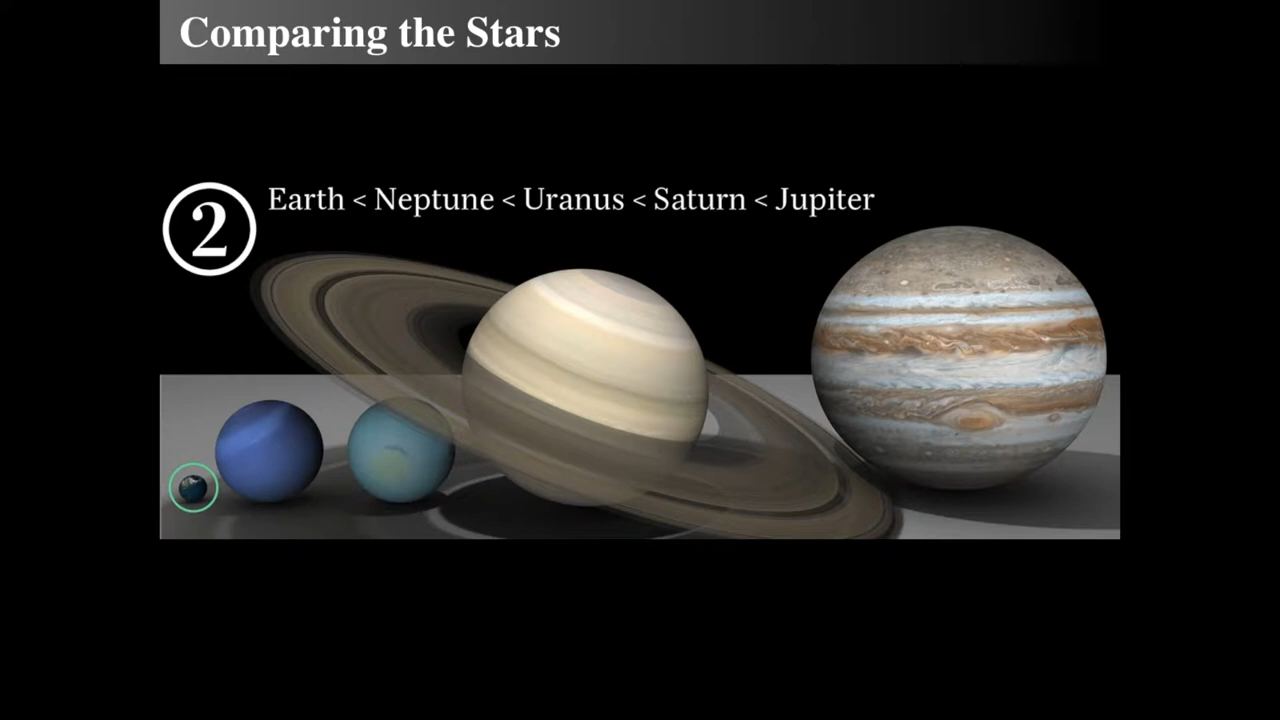 Comparing the Stars
2
Earth < Neptune < Uranus < Saturn < Jupiter